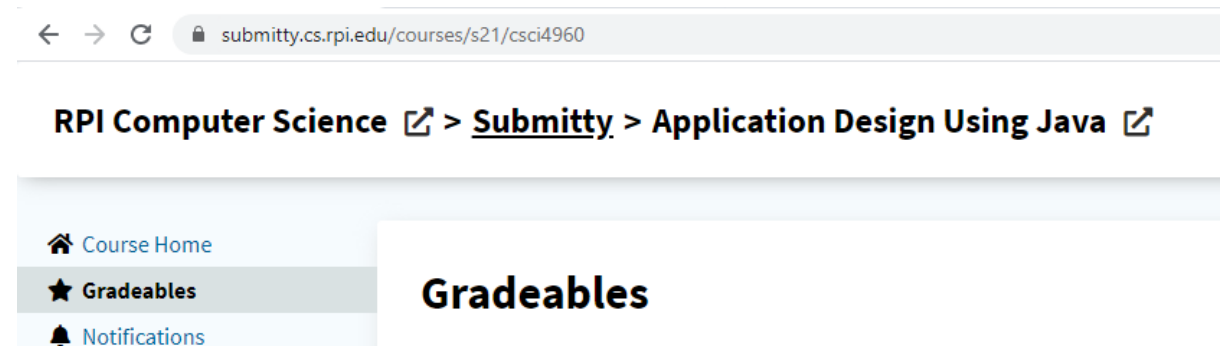 submitty.cs.rpi.edu/courses/s21/csci4960
RPI Computer Science > Submitty > Application Design Using Java
Course Home
Gradeables
Notifications
Gradeables